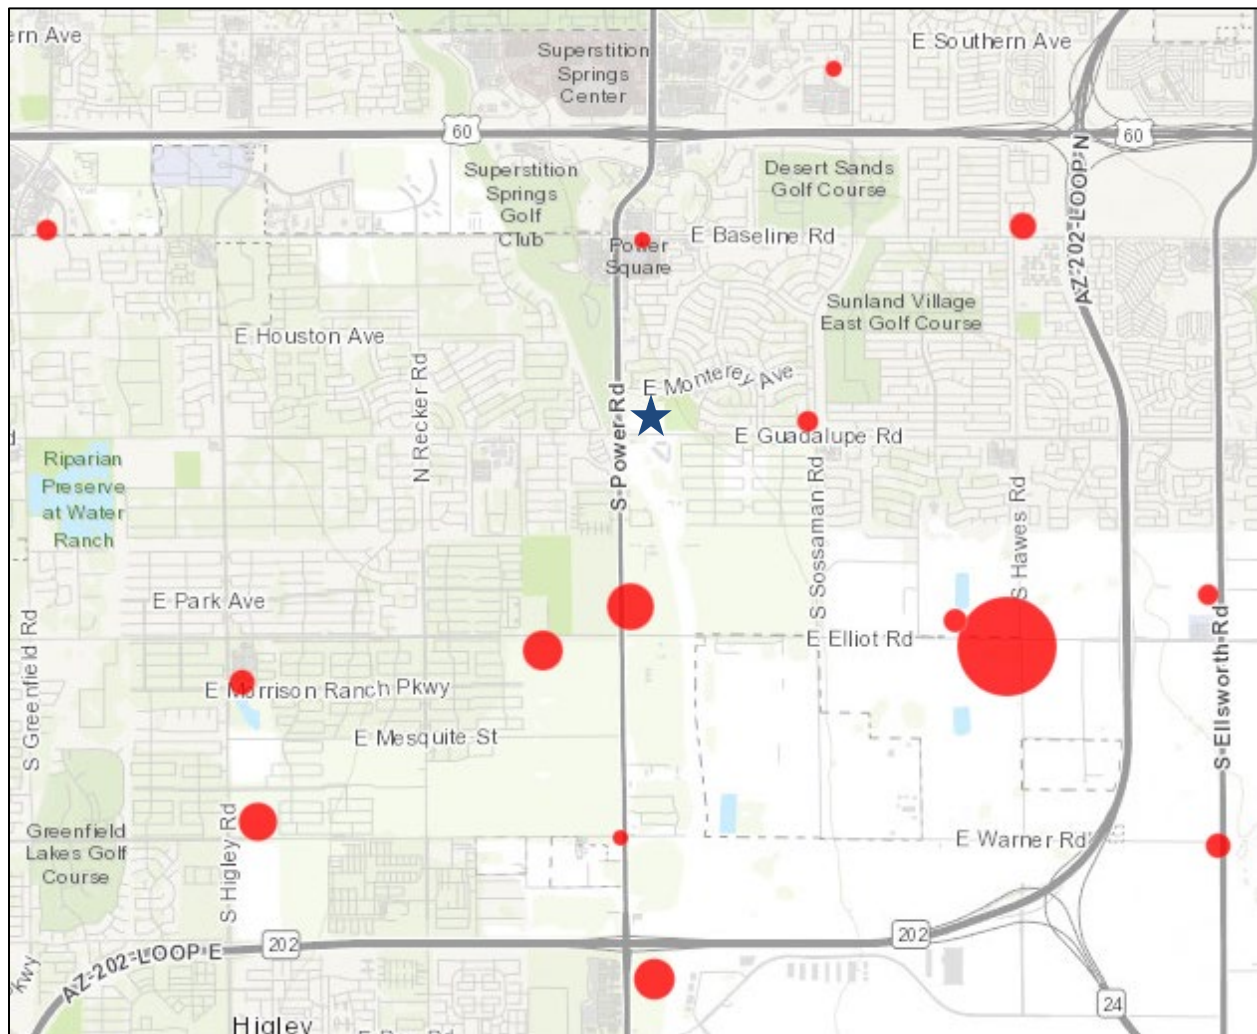 ern Ave
Superstition
Springs
Center
E Southern Ave
60
60
Superstition
Springs
Golf
Club
Desert Sands
Golf Course
AZ-202-LOOP N
E Baseline Rd
Power
Square
Sunland Village
East Golf Course
E Houston Ave
N Recker Rd
E Monterey Ave
S Power Rd
E Guadalupe Rd
Riparian
Preserve
at Water
Ranch
S Sossaman Rd
S Hawes Rd
E Park Ave
S Greenfield Rd
E Elliot Rd
S Ellsworth Rd
E Morrison Ranch Pkwy
E Mesquite St
Greenfield
Lakes Golf
Course
S Higley Rd
E Warner Rd
202
202
AZ-202-LOOP E
Pkwy
24
Higley